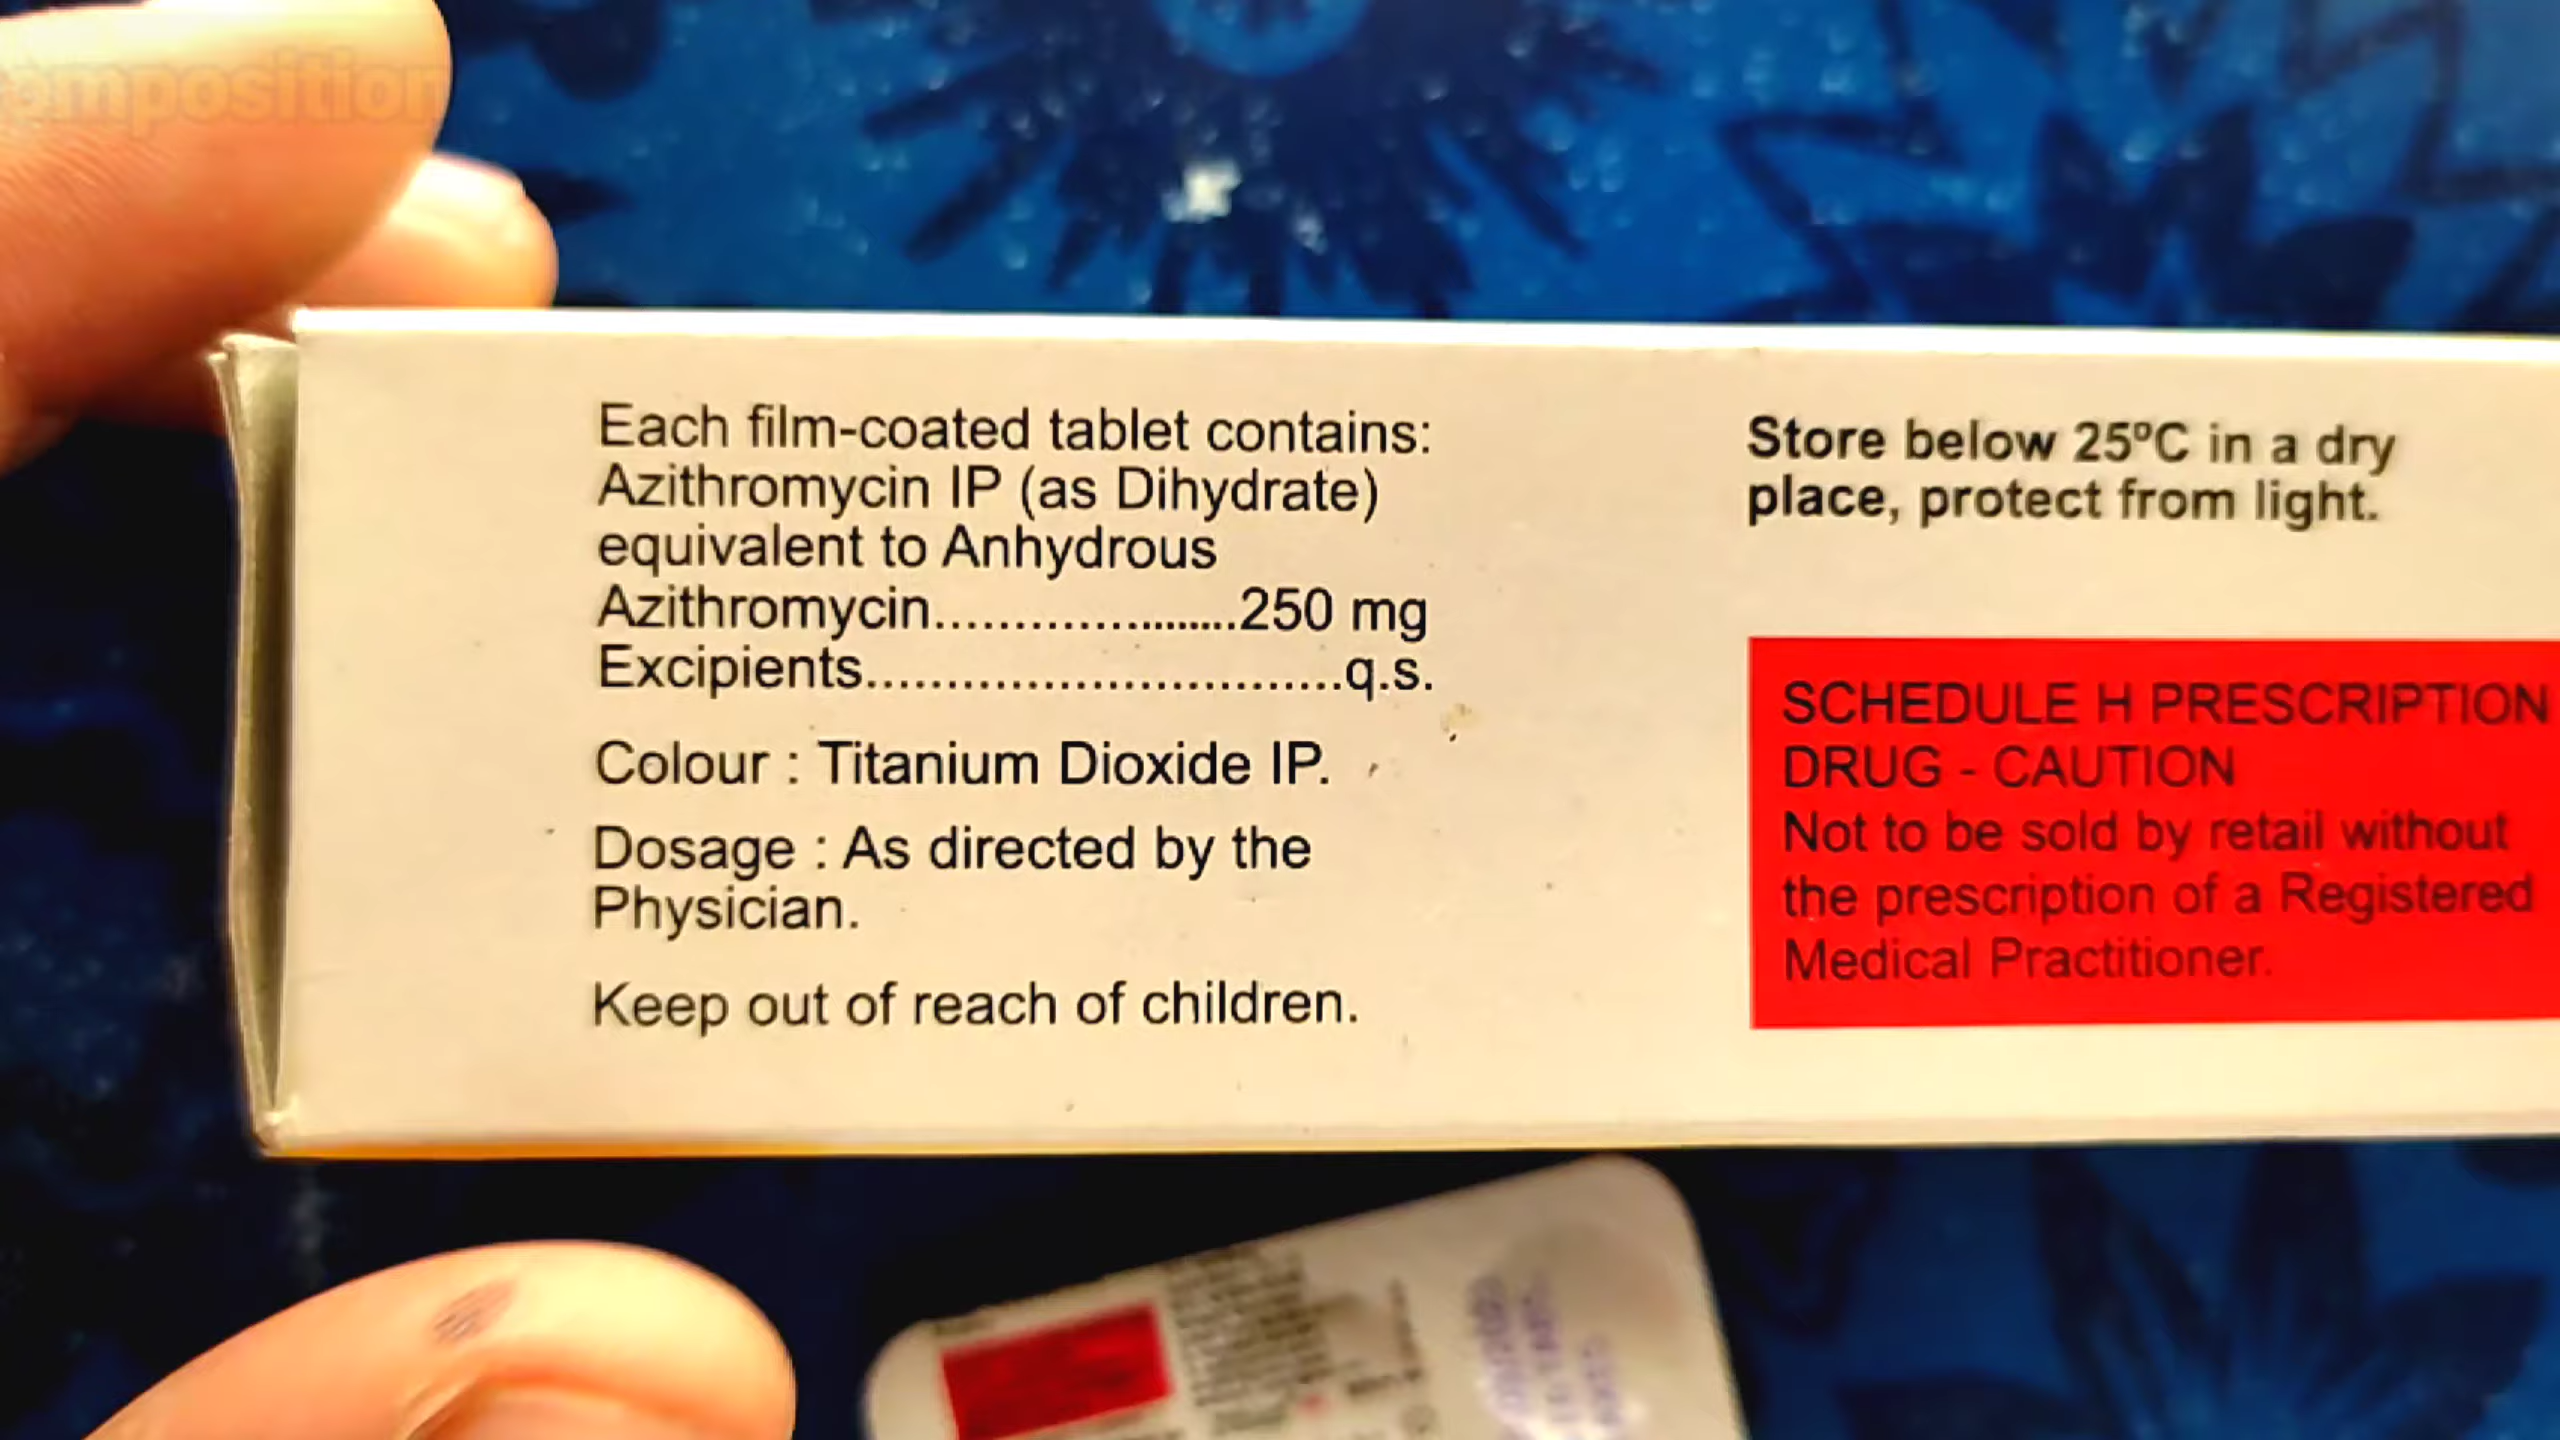 Each film-coated tablet contains:
Azithromycin IP (as Dihydrate)
equivalent to Anhydrous
Azithromycin......................250 mg
Excipients..............................q.s.
Colour : Titanium Dioxide IP.
Dosage : As directed by the
Physician.
Keep out of reach of children.
Store below 25ºC in a dry
place, protect from light.
SCHEDULE H PRESCRIPTION
DRUG - CAUTION
Not to be sold by retail without
the prescription of a Registered
Medical Practitioner.